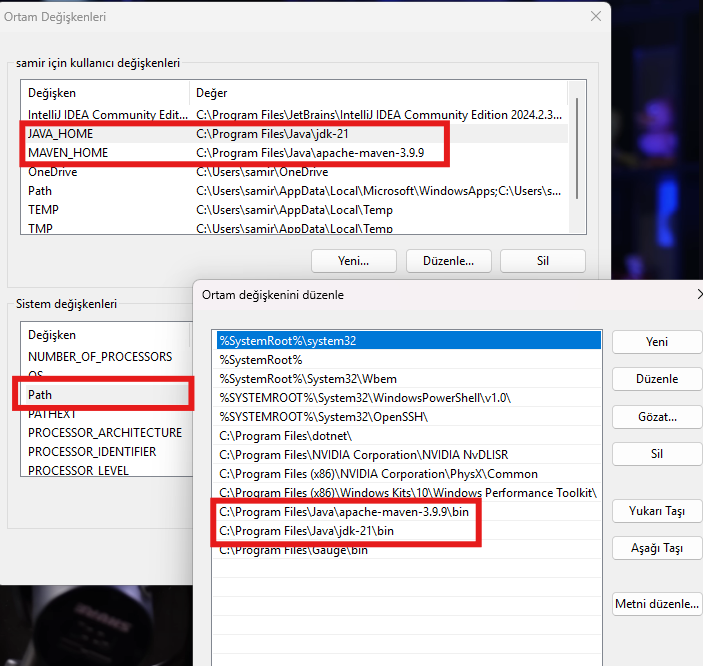 Ortam Değişkenleri
samir için kullanıcı değişkenleri
Değişken Değer
IntelliJ IDEA Community Edit... C:\Program Files\JetBrains\IntelliJ IDEA Community Edition 2024.2.3...
JAVA_HOME C:\Program Files\Java\jdk-21
MAVEN_HOME C:\Program Files\Java\apache-maven-3.9.9
OneDrive C:\Users\samir\OneDrive
Path C:\Users\samir\AppData\Local\Microsoft\WindowsApps;C:\Users\s...
TEMP C:\Users\samir\AppData\Local\Temp
TMP C:\Users\samir\AppData\Local\Temp
Yeni... Düzenle... Sil
Sistem değişkenleri
Değişken
NUMBER_OF_PROCESSORS
OS
Path
PATHEXT
PROCESSOR_ARCHITECTURE
PROCESSOR_IDENTIFIER
PROCESSOR_LEVEL
Ortam değişkenini düzenle
%SystemRoot%\system32
%SystemRoot%
%SystemRoot%\System32\Wbem
%SYSTEMROOT%\System32\WindowsPowerShell\v1.0\
%SYSTEMROOT%\System32\OpenSSH\
C:\Program Files\dotnet\
C:\Program Files\NVIDIA Corporation\NVIDIA NvDLISR
C:\Program Files (x86)\NVIDIA Corporation\PhysX\Common
C:\Program Files (x86)\Windows Kits\10\Windows Performance Toolkit\
C:\Program Files\Java\apache-maven-3.9.9\bin
C:\Program Files\Java\jdk-21\bin
C:\Program Files\Gauge\bin
Yeni
Düzenle
Gözat...
Sil
Yukarı Taşı
Aşağı Taşı
Metni düzenle...